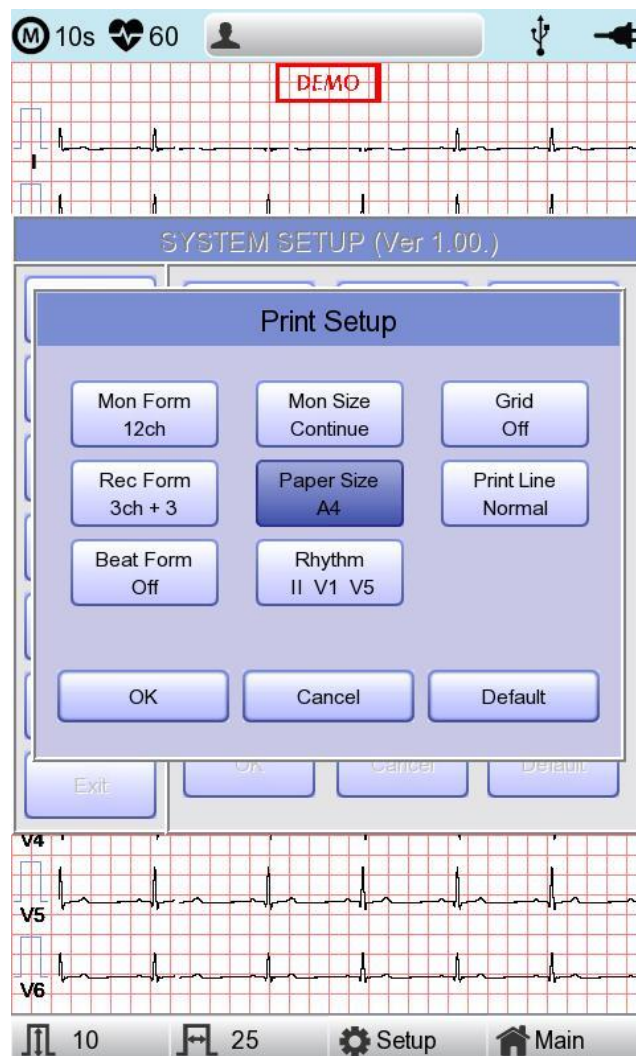 M 10s 60
DEMO
I
SYSTEM SETUP (Ver 1.00.)
Print Setup
Mon Form
12ch
Mon Size
Continue
Grid
Off
Rec Form
3ch + 3
Paper Size
A4
Print Line
Normal
Beat Form
Off
Rhythm
II V1 V5
OK Cancel Default
Exit OK Cancel Default
V4
V5
V6
10 25 Setup Main